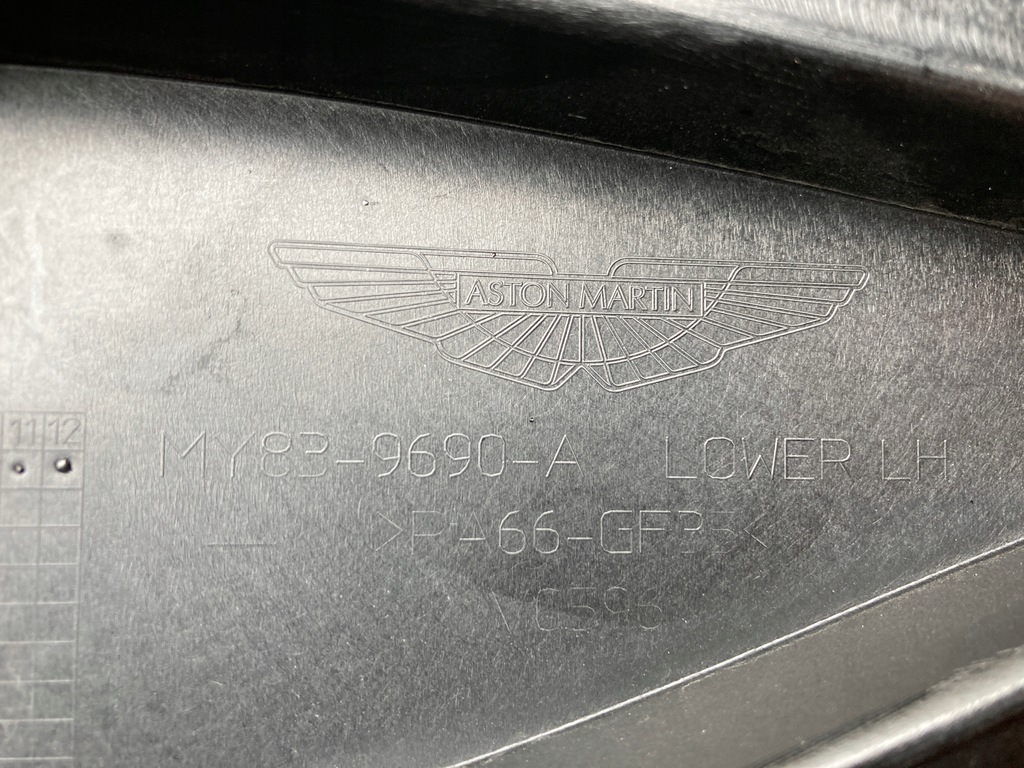 ASTON MARTIN
11 12
MY83-9690-A LOWER LH
>PA66-GF35<